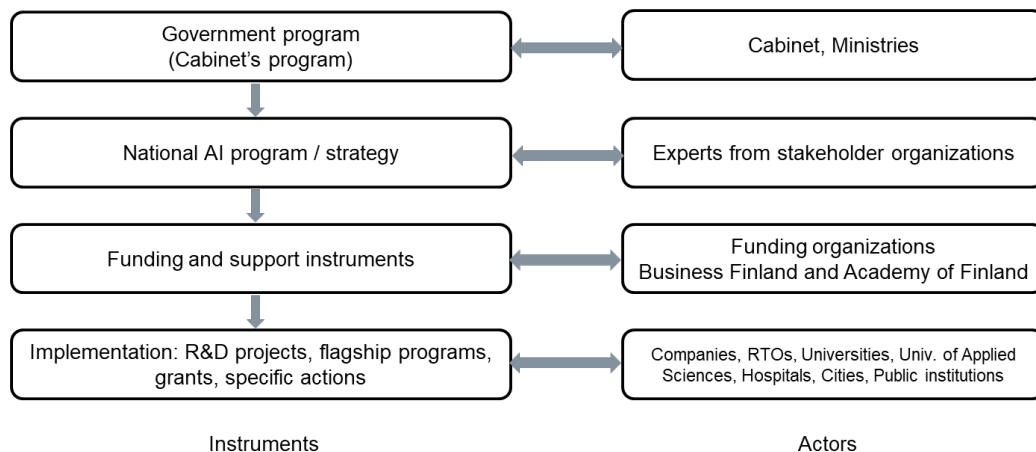 Government program
(Cabinet's program)
Cabinet, Ministries
National AI program / strategy
Experts from stakeholder organizations
Funding and support instruments
Funding organizations
Business Finland and Academy of Finland
Implementation: R&D projects, flagship programs,
grants, specific actions
Companies, RTOs, Universities, Univ. of Applied
Sciences, Hospitals, Cities, Public institutions
Instruments
Actors